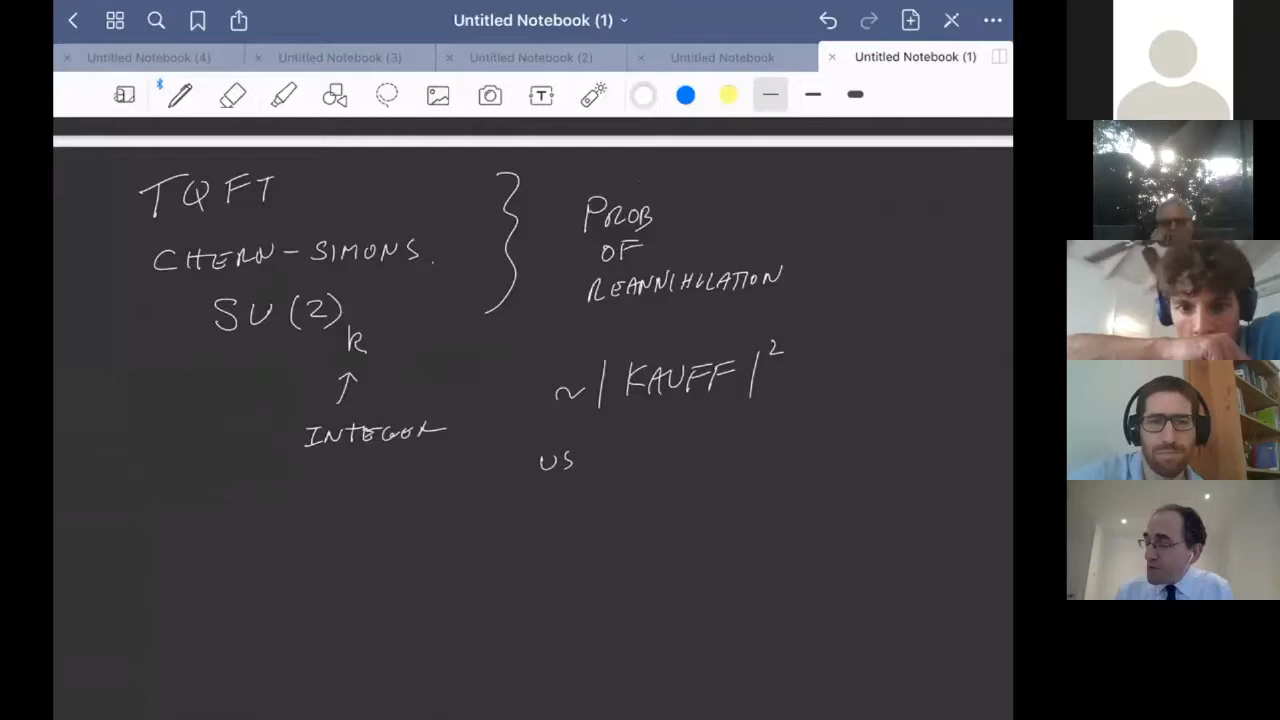 Untitled Notebook (1)
Untitled Notebook (4)
Untitled Notebook (3)
Untitled Notebook (2)
Untitled Notebook
Untitled Notebook (1)
TQFT
CHERN-SIMONS.
SU(2)k
↑
INTEGER
PROB
OF
REANNIHILATION
~|KAUFF|²
US